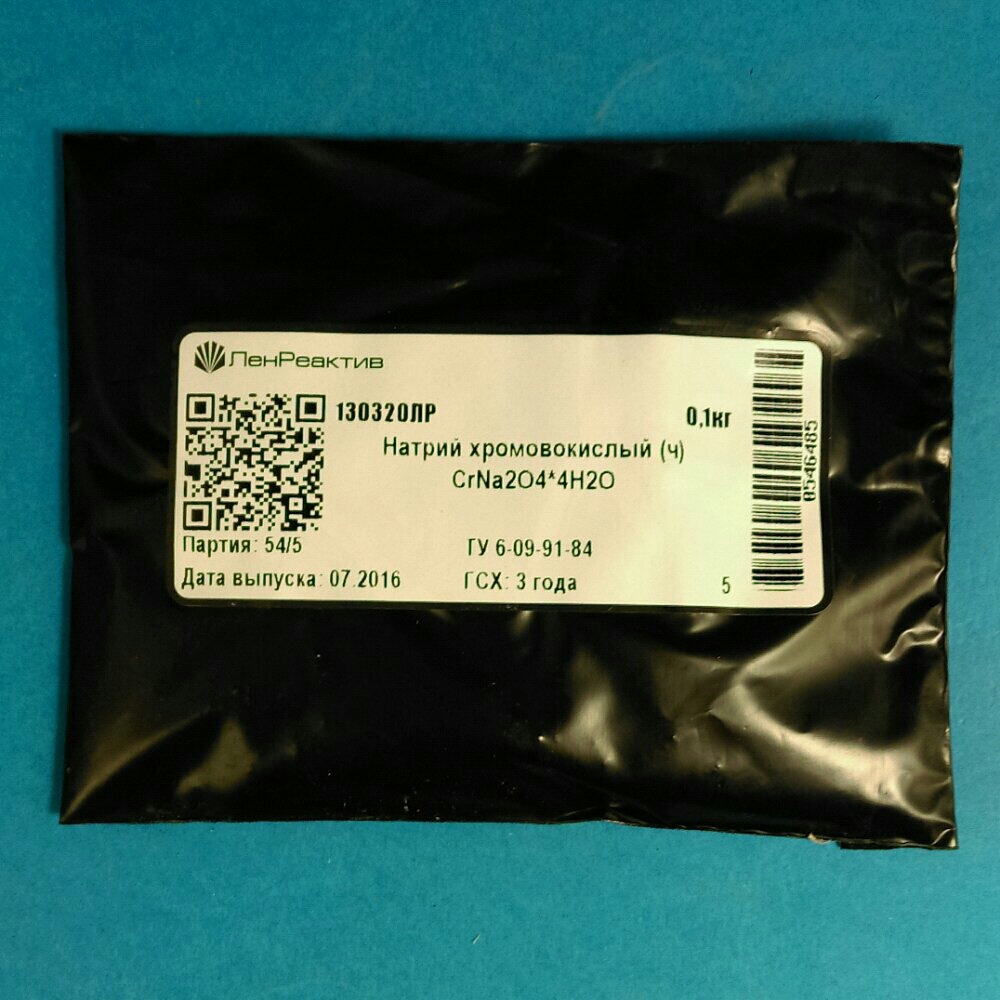 ЛенРеактив
130320ЛР 0,1кг
Натрий хромовокислый (ч)
CrNa2O4*4H2O
Партия: 54/5 ТУ 6-09-91-84
Дата выпуска: 07.2016 ГСХ: 3 года 5
0546485